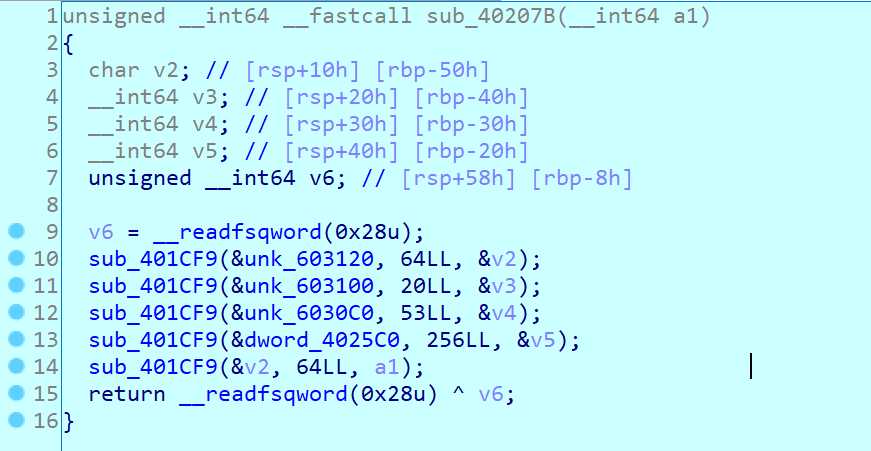 1 unsigned __int64 __fastcall sub_40207B(__int64 a1)
2 {
3 char v2; // [rsp+10h] [rbp-50h]
4 __int64 v3; // [rsp+20h] [rbp-40h]
5 __int64 v4; // [rsp+30h] [rbp-30h]
6 __int64 v5; // [rsp+40h] [rbp-20h]
7 unsigned __int64 v6; // [rsp+58h] [rbp-8h]
8
9 v6 = __readfsqword(0x28u);
10 sub_401CF9(&unk_603120, 64LL, &v2);
11 sub_401CF9(&unk_603100, 20LL, &v3);
12 sub_401CF9(&unk_6030C0, 53LL, &v4);
13 sub_401CF9(&dword_4025C0, 256LL, &v5);
14 sub_401CF9(&v2, 64LL, a1);
15 return __readfsqword(0x28u) ^ v6;
16 }